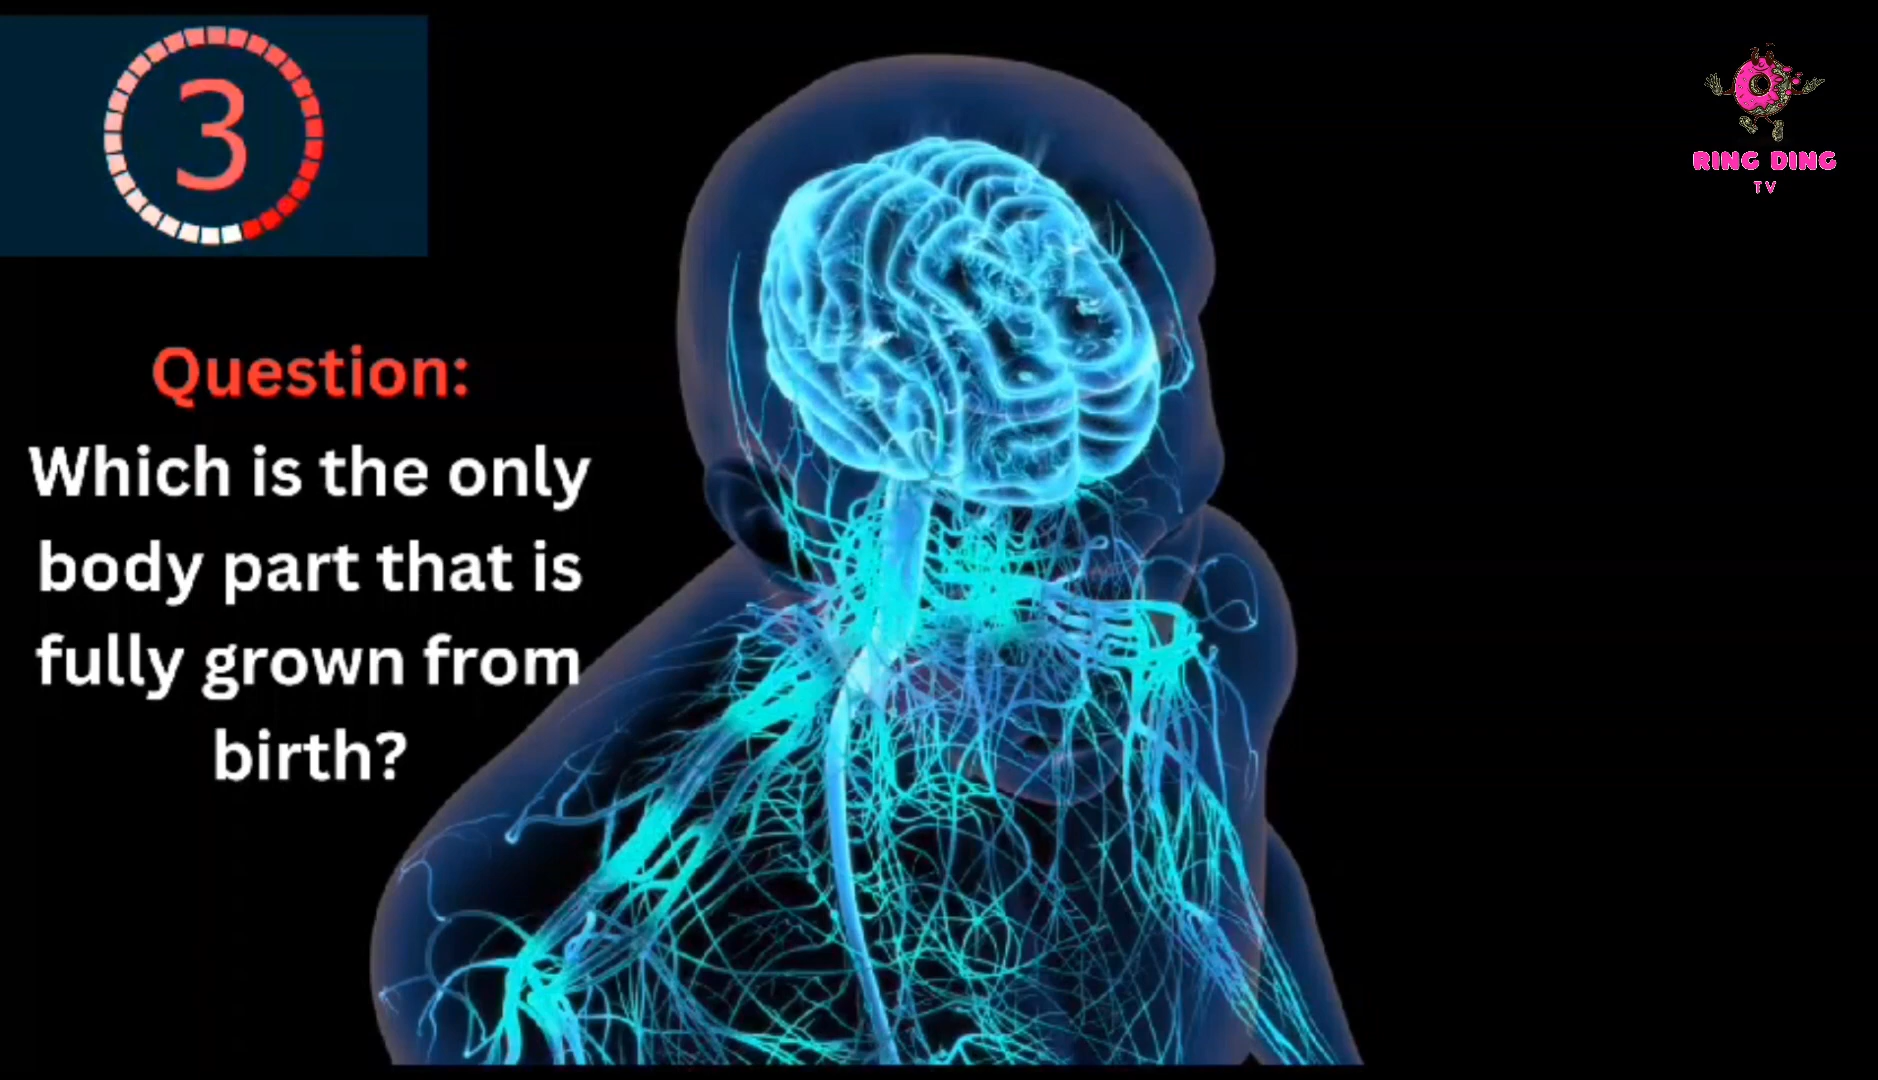 3
RING DING
TV
Question:
Which is the only
body part that is
fully grown from
birth?